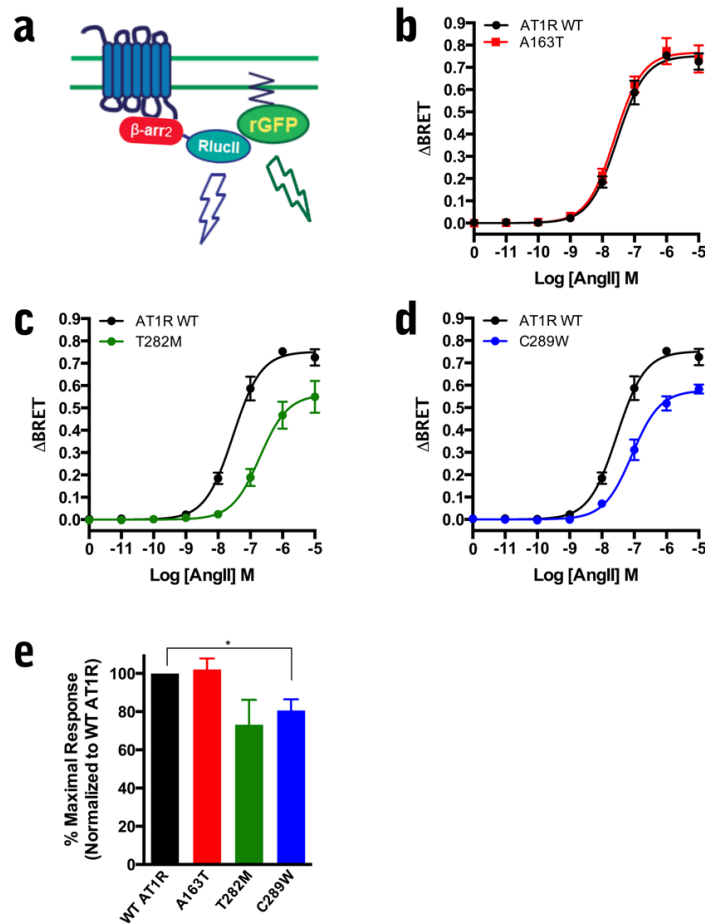 a
β-arr2
RlucII
rGFP
b
AT1R WT
A163T
0.9
0.8
0.7
0.6
0.5
0.4
0.3
0.2
0.1
0.0
ΔBRET
0 -11 -10 -9 -8 -7 -6 -5
Log [AngII] M
c
AT1R WT
T282M
0.9
0.8
0.7
0.6
0.5
0.4
0.3
0.2
0.1
0.0
ΔBRET
0 -11 -10 -9 -8 -7 -6 -5
Log [AngII] M
d
AT1R WT
C289W
0.9
0.8
0.7
0.6
0.5
0.4
0.3
0.2
0.1
0.0
ΔBRET
0 -11 -10 -9 -8 -7 -6 -5
Log [AngII] M
e
*
% Maximal Response
(Normalized to WT AT1R)
100
80
60
40
20
0
WT AT1R
A163T
T282M
C289W